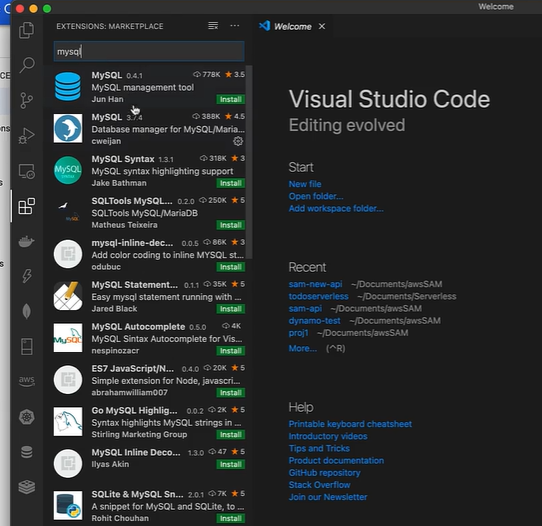 Welcome
EXTENSIONS: MARKETPLACE
Welcome
mysql
MySQL 0.4.1 778K ★ 3.5
MySQL management tool
Jun Han Install
MySQL 3.7.4 388K ★ 4.5
Database manager for MySQL/Maria...
cweijan
MySQL Syntax 1.3.1 318K ★ 3
MySQL syntax highlighting support
Jake Bathman Install
SQLTools MySQL... 0.2.0 250K ★ 5
SQLTools MySQL/MariaDB
Matheus Teixeira Install
mysql-inline-dec... 0.0.5 86K ★ 3
Add color coding to inline MYSQL st...
odubuc Install
MySQL Statement... 0.1.1 35K ★ 5
Easy mysql statement running with ...
Jared Black Install
MySQL Autocomplete 0.5.0 4K
MySQL Sintax Autocomplete for Vis...
nespinozacr Install
ES7 JavaScript/N... 0.4.0 20K ★ 5
Simple extension for Node, javascri...
abrahamwilliam007 Install
Go MySQL Highlig... 0.0.2 2K ★ 5
Syntax highlights MySQL strings in ...
Stirling Marketing Group Install
MySQL Inline Deco... 1.3.0 47 ★ 5
Ilyas Akin Install
SQLite & MySQL Sn... 2.0.1 7K ★ 5
A snippet for MySQL and SQLite, to ...
Rohit Chouhan Install
aws
Visual Studio Code
Editing evolved
Start
New file
Open folder...
Add workspace folder...
Recent
sam-new-api ~/Documents/awsSAM
todoserverless ~/Documents/Serverless
sam-api ~/Documents/awsSAM
dynamo-test ~/Documents/awsSAM
proj1 ~/Documents/awsSAM
More... (^R)
Help
Printable keyboard cheatsheet
Introductory videos
Tips and Tricks
Product documentation
GitHub repository
Stack Overflow
Join our Newsletter